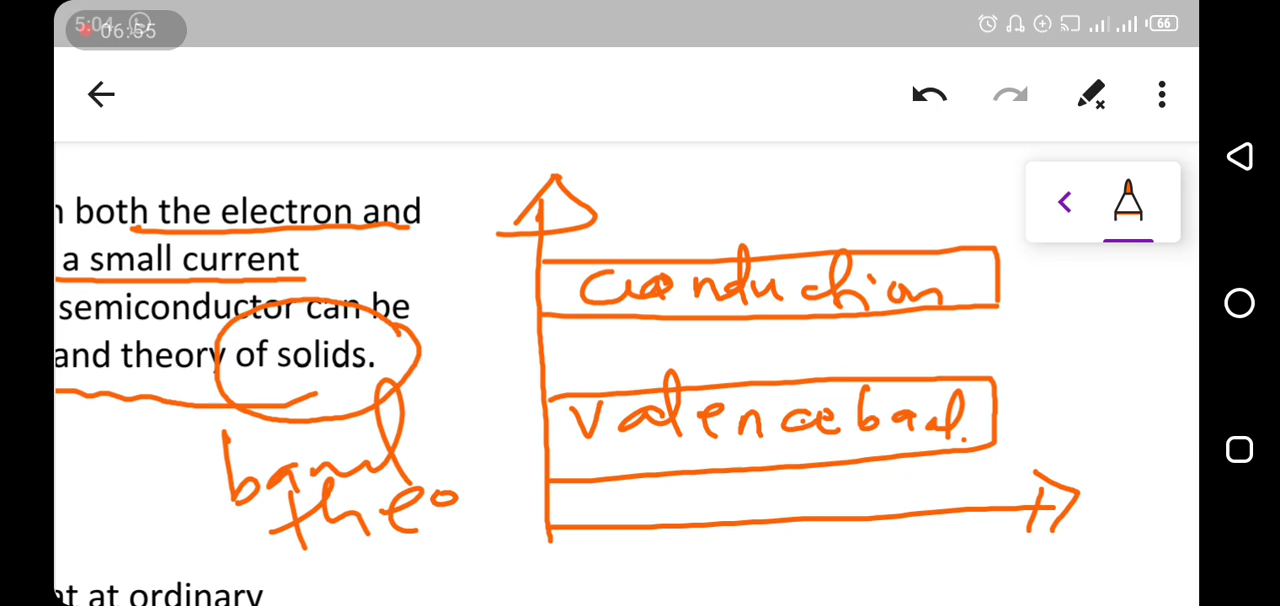 5:04
06:55
66
n both the electron and
a small current
semiconductor can be
and theory of solids.
band
theo
conduction
valence band.
at at ordinary